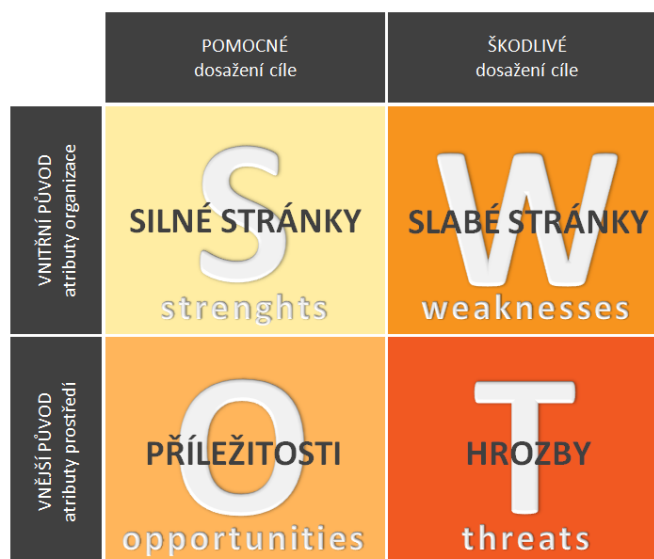 POMOCNÉ
dosažení cíle
ŠKODLIVÉ
dosažení cíle
VNITŘNÍ PŮVOD
atributy organizace
S
SILNÉ STRÁNKY
strenghts
W
SLABÉ STRÁNKY
weaknesses
VNĚJŠÍ PŮVOD
atributy prostředí
O
PŘÍLEŽITOSTI
opportunities
T
HROZBY
threats